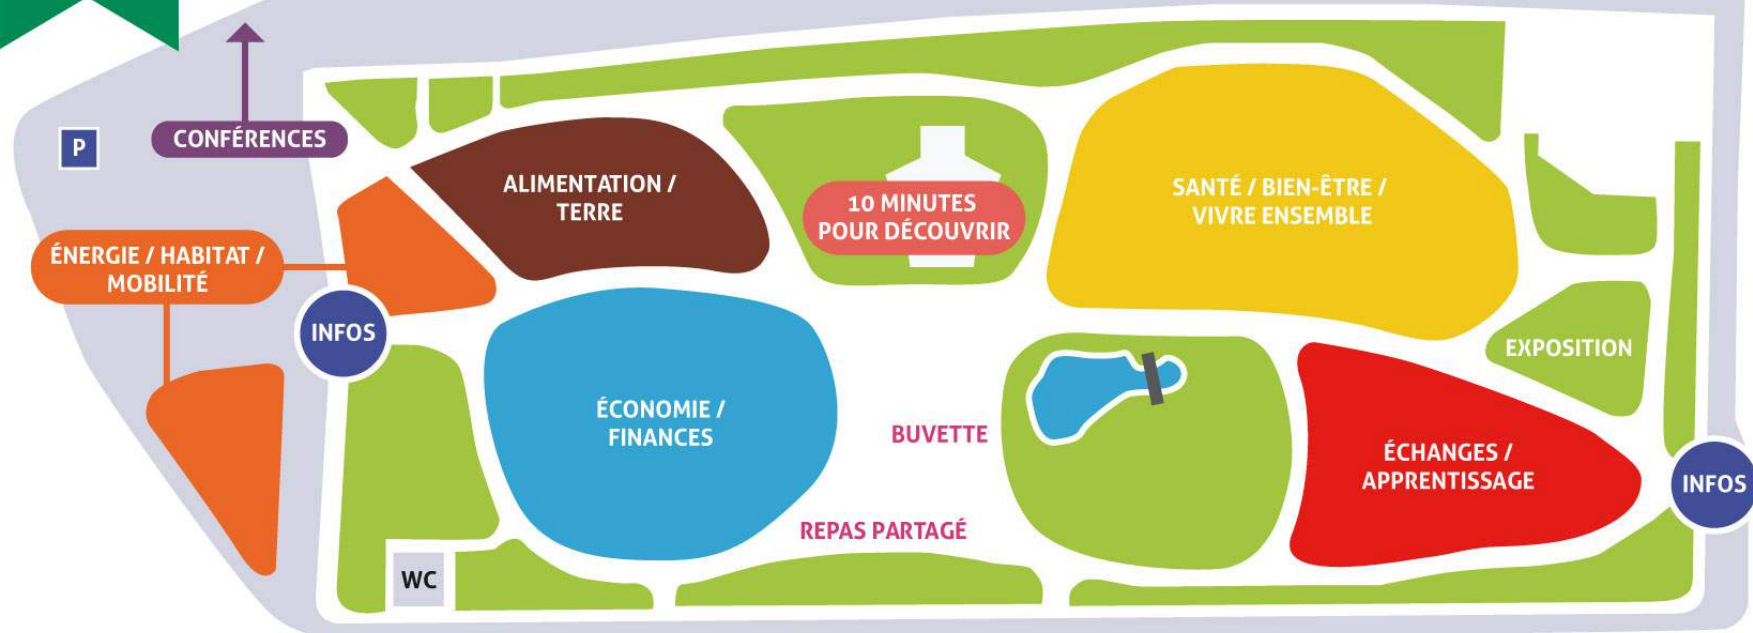 CONFÉRENCES
P
ALIMENTATION /
TERRE
10 MINUTES
POUR DÉCOUVRIR
SANTÉ / BIEN-ÊTRE /
VIVRE ENSEMBLE
ÉNERGIE / HABITAT /
MOBILITÉ
INFOS
EXPOSITION
ÉCONOMIE /
FINANCES
BUVETTE
ÉCHANGES /
APPRENTISSAGE
INFOS
REPAS PARTAGÉ
WC